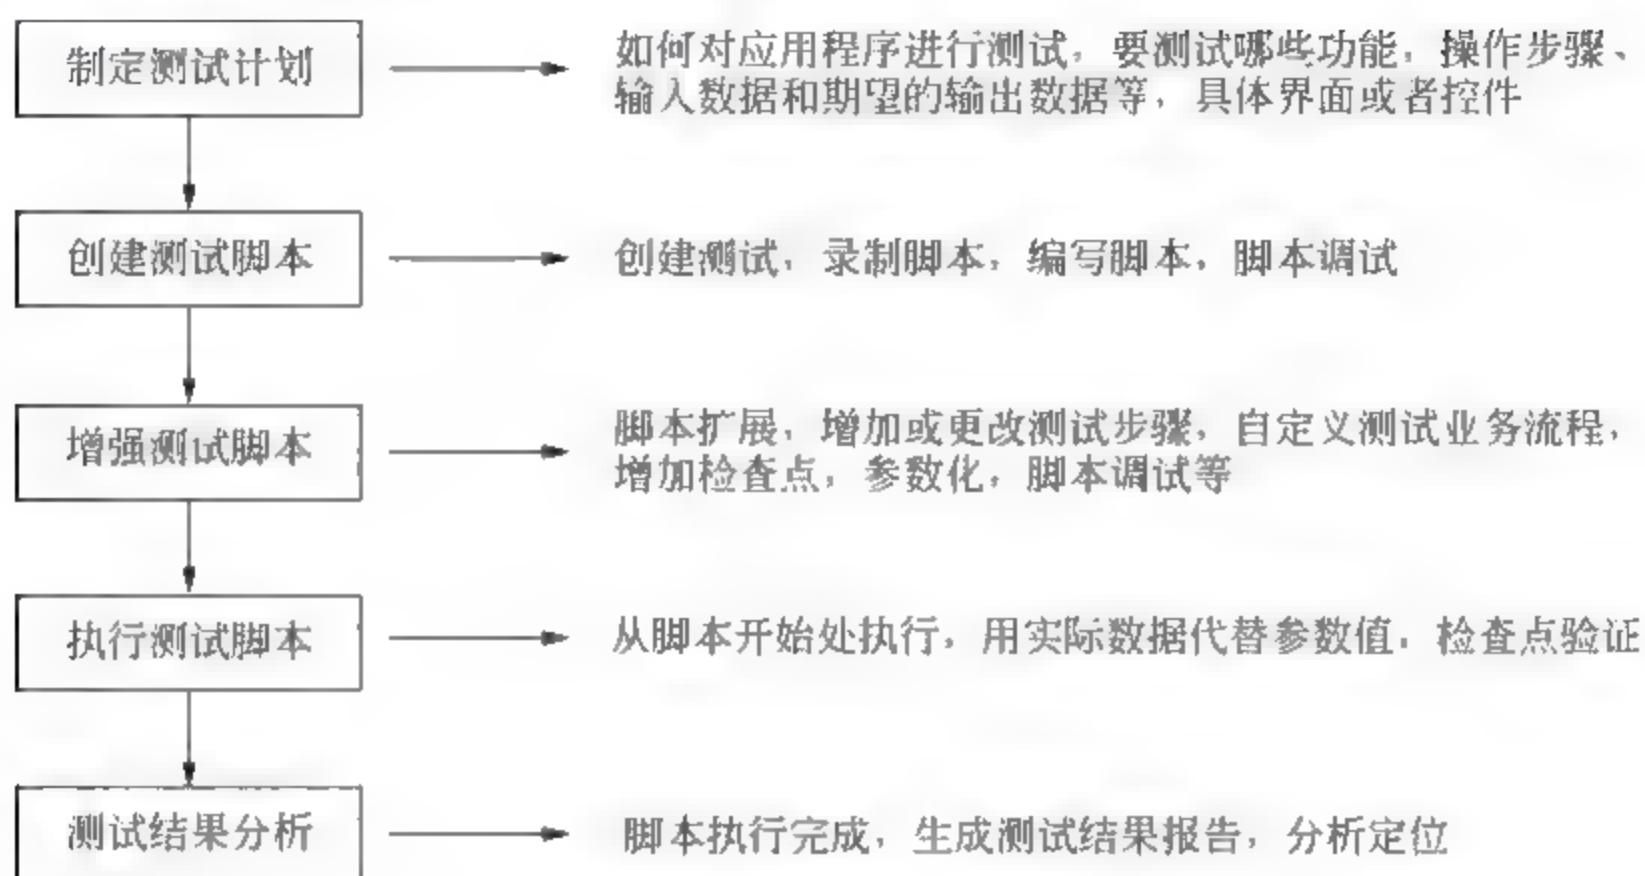 制定测试计划
如何对应用程序进行测试，要测试哪些功能，操作步骤、
输入数据和期望的输出数据等，具体界面或者控件
创建测试脚本
创建测试，录制脚本，编写脚本，脚本调试
增强测试脚本
脚本扩展，增加或更改测试步骤，自定义测试业务流程，
增加检查点，参数化，脚本调试等
执行测试脚本
从脚本开始处执行，用实际数据代替参数值，检查点验证
测试结果分析
脚本执行完成，生成测试结果报告，分析定位